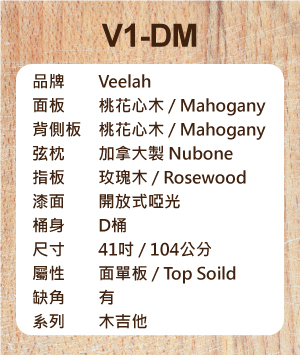 V1-DM
品牌 Veelah
面板 桃花心木 / Mahogany
背側板 桃花心木 / Mahogany
弦枕 加拿大製 Nubone
指板 玫瑰木 / Rosewood
漆面 開放式啞光
桶身 D桶
尺寸 41吋 / 104公分
屬性 面單板 / Top Soild
缺角 有
系列 木吉他